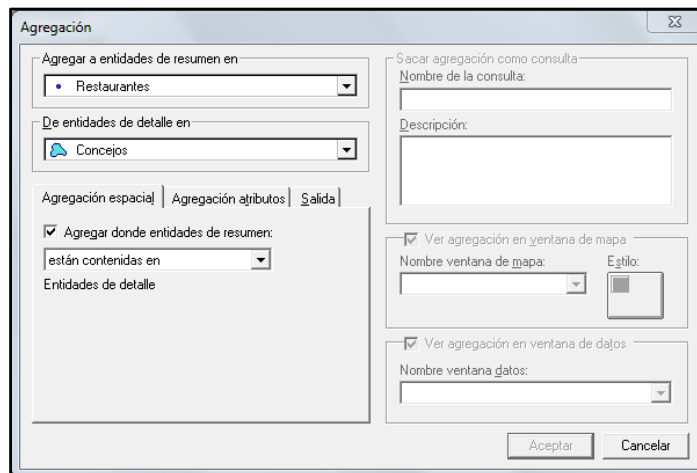 Agregación
Agregar a entidades de resumen en
Restaurantes
De entidades de detalle en
Concejos
Agregación espacial
Agregación atributos
Salida
Agregar donde entidades de resumen:
están contenidas en
Entidades de detalle
Sacar agregación como consulta
Nombre de la consulta:
Descripción:
Ver agregación en ventana de mapa
Nombre ventana de mapa:
Estilo:
Ver agregación en ventana de datos
Nombre ventana datos:
Aceptar
Cancelar